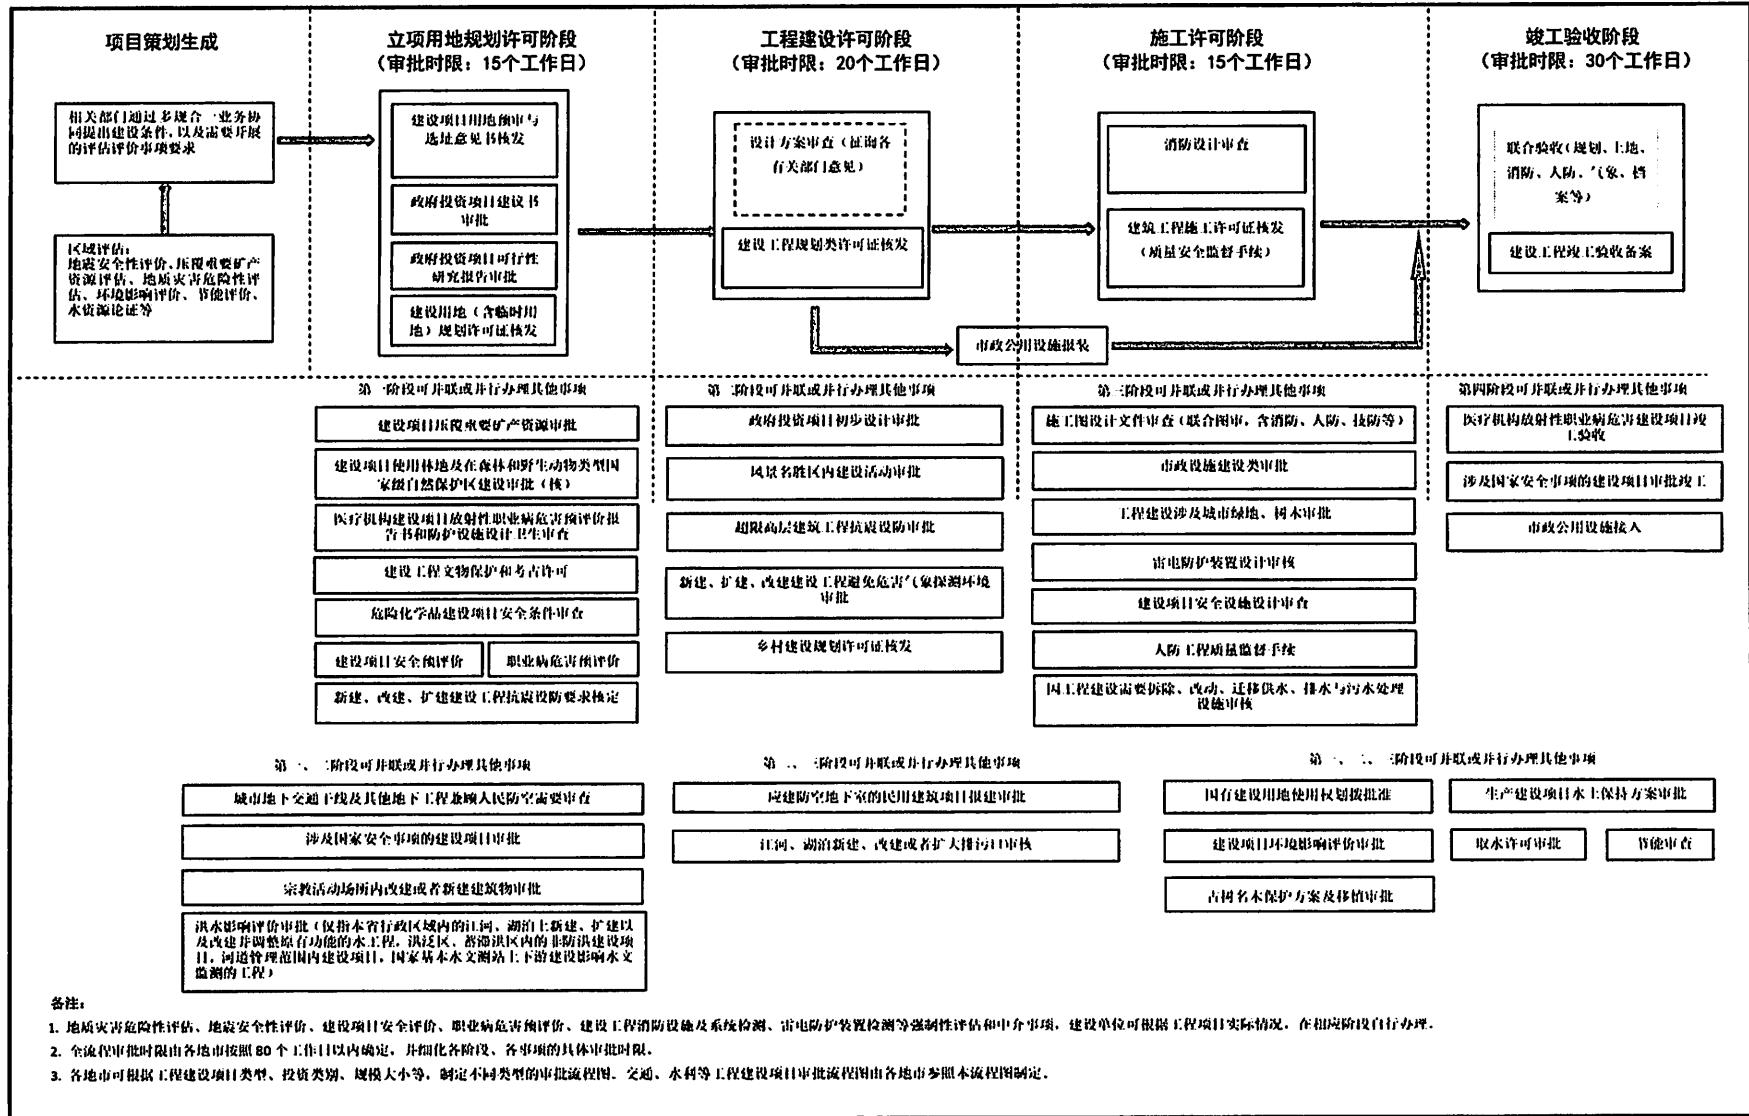 项目策划生成
立项用地规划许可阶段
（审批时限：15个工作日）
工程建设许可阶段
（审批时限：20个工作日）
施工许可阶段
（审批时限：15个工作日）
竣工验收阶段
（审批时限：30个工作日）
相关部门通过多规合一业务协
同提出建设条件，以及需要开展
的评估评价事项要求
区域评估：
地震安全性评价、压覆重要矿产
资源评估、地质灾害危险性评
估、环境影响评价、节能评价、
水资源论证等
建设项目用地预审与
选址意见书核发
政府投资项目建议书
审批
政府投资项目可行性
研究报告审批
建设用地（含临时用
地）规划许可证核发
设计方案审查（征询各
有关部门意见）
建设工程规划类许可证核发
消防设计审查
建筑工程施工许可证核发
（质量安全监督手续）
联合验收（规划、土地、
消防、人防、气象、档
案等）
建设工程竣工验收备案
市政公用设施报装
第一阶段可并联或并行办理其他事项
建设项目压覆重要矿产资源审批
建设项目使用林地及在森林和野生动物类型国
家级自然保护区建设审批（核）
医疗机构建设项目放射性职业病危害预评价报
告书和防护设施设计卫生审查
建设工程文物保护和考古许可
危险化学品建设项目安全条件审查
建设项目安全预评价
职业病危害预评价
新建、改建、扩建建设工程抗震设防要求核定
第二阶段可并联或并行办理其他事项
政府投资项目初步设计审批
风景名胜区内建设活动审批
超限高层建筑工程抗震设防审批
新建、扩建、改建建设工程避免危害气象探测环境
审批
乡村建设规划许可证核发
第三阶段可并联或并行办理其他事项
施工图设计文件审查（联合图审，含消防、人防、技防等）
市政设施建设类审批
工程建设涉及城市绿地、树木审批
雷电防护装置设计审核
建设项目安全设施设计审查
人防工程质量监督手续
因工程建设需要拆除、改动、迁移供水、排水与污水处理
设施审核
第四阶段可并联或并行办理其他事项
医疗机构放射性职业病危害建设项目竣
工验收
涉及国家安全事项的建设项目审批竣工
市政公用设施接入
第一、二阶段可并联或并行办理其他事项
城市地下交通干线及其他地下工程兼顾人民防空需要审查
涉及国家安全事项的建设项目审批
宗教活动场所内改建或者新建建筑物审批
洪水影响评价审批（仅指本省行政区域内的江河、湖泊上新建、扩建以
及改建并调整原有功能的水工程，洪泛区、蓄滞洪区内的非防洪建设项
目，河道管理范围内建设项目，国家基本水文测站上下游建设影响水文
监测的工程）
第二、三阶段可并联或并行办理其他事项
应建防空地下室的民用建筑项目报建审批
江河、湖泊新建、改建或者扩大排污口审核
第一、二、三阶段可并联或并行办理其他事项
国有建设用地使用权划拨批准
生产建设项目水土保持方案审批
建设项目环境影响评价审批
取水许可审批
节能审查
古树名木保护方案及移植审批
备注：
1. 地质灾害危险性评估、地震安全性评价、建设项目安全评价、职业病危害预评价、建设工程消防设施及系统检测、雷电防护装置检测等强制性评估和中介事项，建设单位可根据工程项目实际情况，在相应阶段自行办理。
2. 全流程审批时限由各地市按照80个工作日以内确定，并细化各阶段、各事项的具体审批时限。
3. 各地市可根据工程建设项目类型、投资类别、规模大小等，制定不同类型的审批流程图。交通、水利等工程建设项目审批流程图由各地市参照本流程图制定。